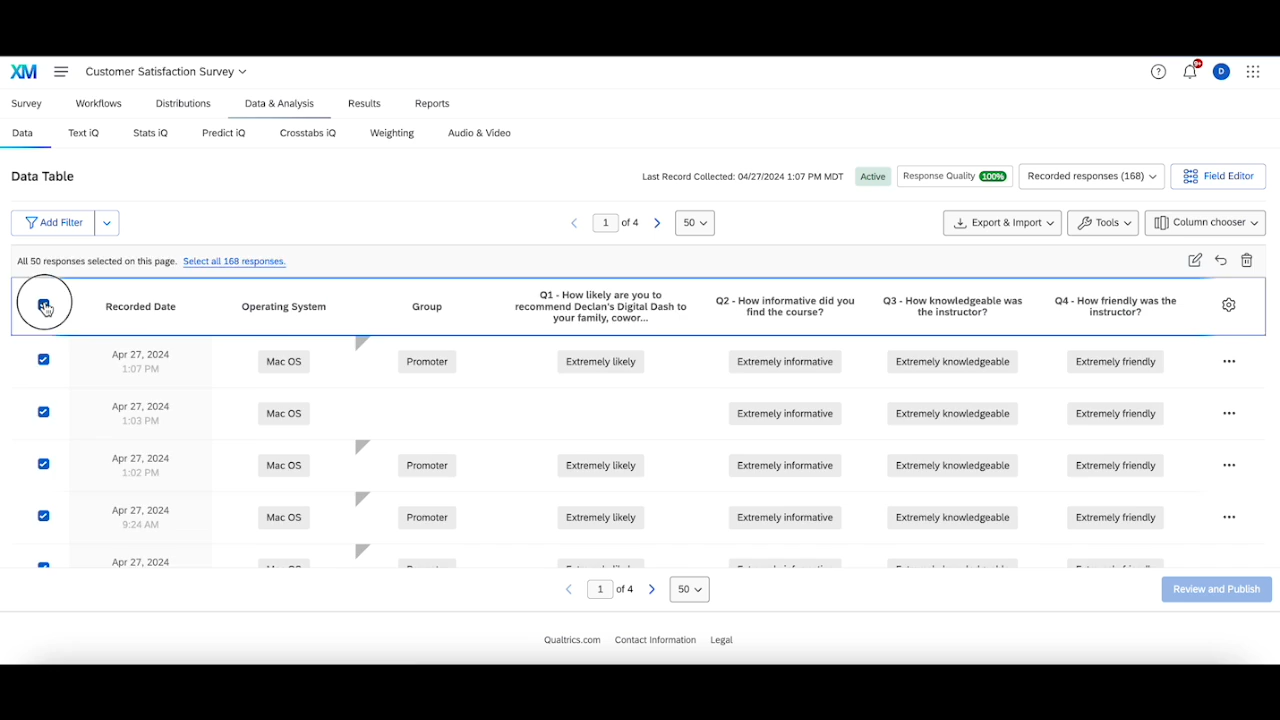 XM Customer Satisfaction Survey
? 9+ D
Survey Workflows Distributions Data & Analysis Results Reports
Data Text iQ Stats iQ Predict iQ Crosstabs iQ Weighting Audio & Video
Data Table Last Record Collected: 04/27/2024 1:07 PM MDT Active Response Quality 100% Recorded responses (168) Field Editor
Add Filter 1 of 4 50 Export & Import Tools Column chooser
All 50 responses selected on this page. Select all 168 responses.
Recorded Date
Operating System
Group
Q1 - How likely are you to
recommend Declan's Digital Dash to
your family, cowor...
Q2 - How informative did you
find the course?
Q3 - How knowledgeable was
the instructor?
Q4 - How friendly was the
instructor?
Apr 27, 2024
1:07 PM
Mac OS Promoter Extremely likely Extremely informative Extremely knowledgeable Extremely friendly
Apr 27, 2024
1:03 PM
Mac OS Extremely informative Extremely knowledgeable Extremely friendly
Apr 27, 2024
1:02 PM
Mac OS Promoter Extremely likely Extremely informative Extremely knowledgeable Extremely friendly
Apr 27, 2024
9:24 AM
Mac OS Promoter Extremely likely Extremely informative Extremely knowledgeable Extremely friendly
Apr 27, 2024
1 of 4 50 Review and Publish
Qualtrics.com Contact Information Legal